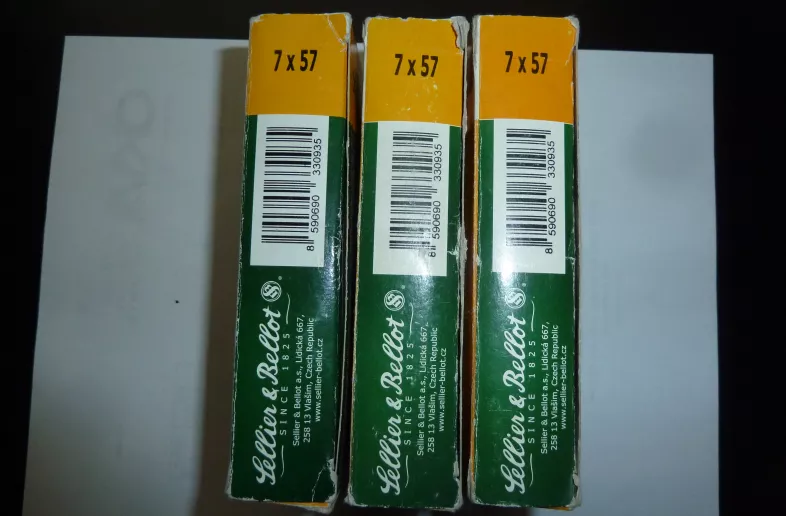 7 x 57
8 590690 330935
Sellier & Bellot
SINCE 1825
Sellier & Bellot a.s., Lidická 667,
258 13 Vlašim, Czech Republic
www.sellier-bellot.cz
7 x 57
8 590690 330935
Sellier & Bellot
SINCE 1825
Sellier & Bellot a.s., Lidická 667,
258 13 Vlašim, Czech Republic
www.sellier-bellot.cz
7 x 57
8 590690 330935
Sellier & Bellot
SINCE 1825
Sellier & Bellot a.s., Lidická 667,
258 13 Vlašim, Czech Republic
www.sellier-bellot.cz